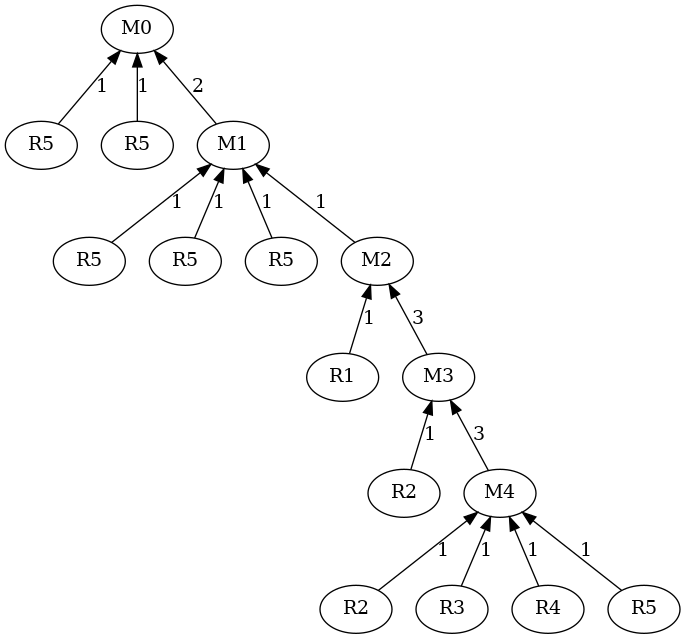 M0
1 1 2
R5 R5 M1
1 1 1 1
R5 R5 R5 M2
1 3
R1 M3
1 3
R2 M4
1 1 1 1
R2 R3 R4 R5